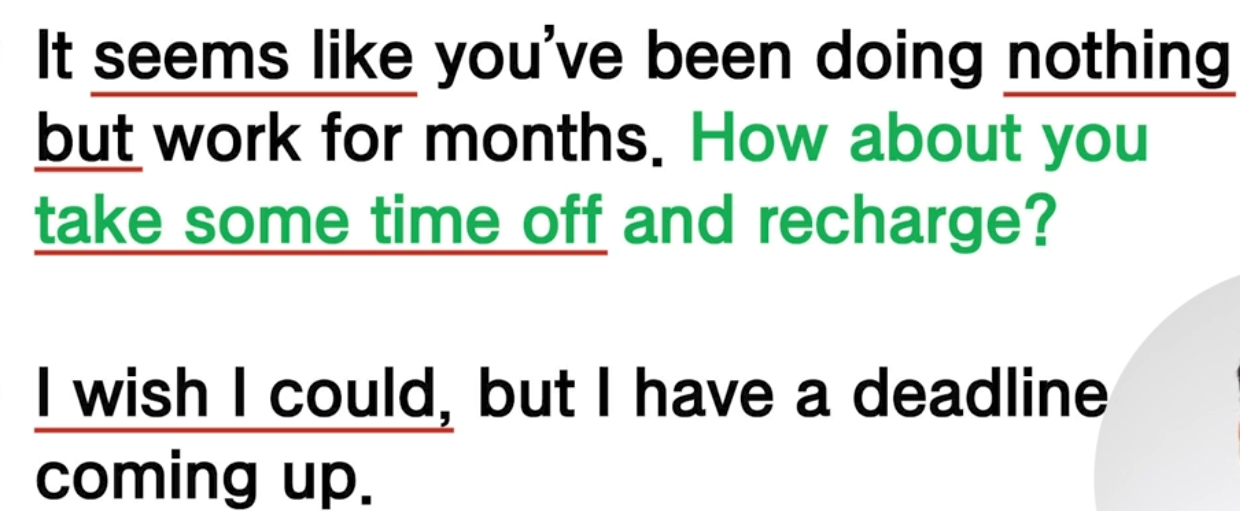 It seems like you've been doing nothing
but work for months. How about you
take some time off and recharge?
I wish I could, but I have a deadline
coming up.